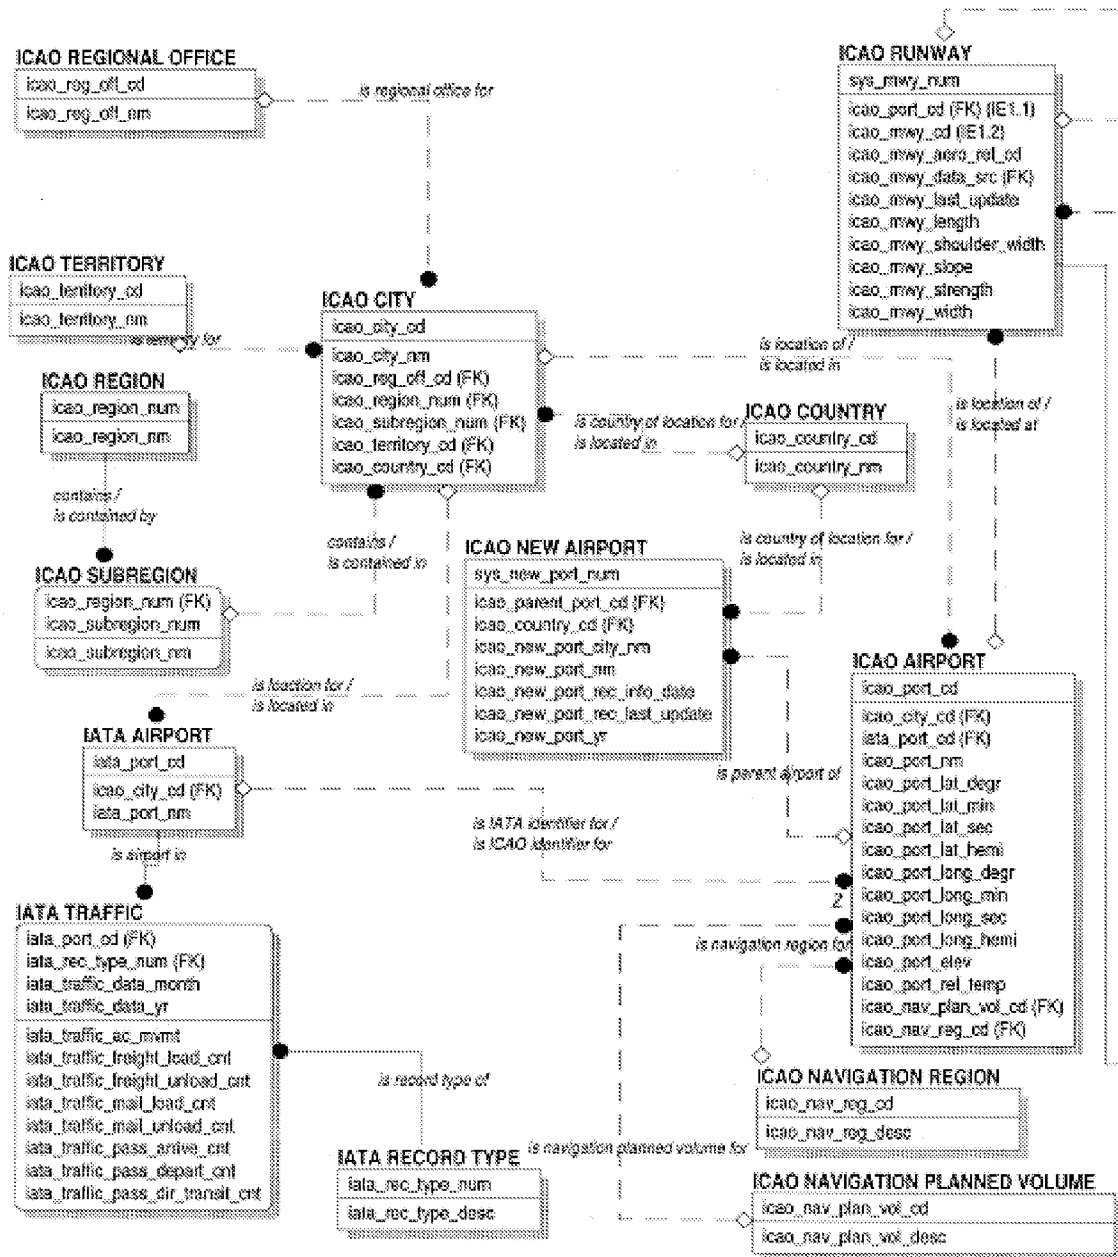 ICAO REGIONAL OFFICE
icao_reg_off_cd
icao_reg_off_nm
is regional office for
ICAO RUNWAY
sys_rnwy_num
icao_port_cd (FK) (IE1.1)
icao_rnwy_cd (IE1.2)
icao_rnwy_aero_ref_cd
icao_rnwy_data_src (FK)
icao_rnwy_last_update
icao_rnwy_length
icao_rnwy_shoulder_width
icao_rnwy_slope
icao_rnwy_strength
icao_rnwy_width
ICAO TERRITORY
icao_territory_cd
icao_territory_nm
is territory for
ICAO CITY
icao_city_cd
icao_city_nm
icao_reg_off_cd (FK)
icao_region_num (FK)
icao_subregion_num (FK)
icao_territory_cd (FK)
icao_country_cd (FK)
is location of /
is located in
ICAO REGION
icao_region_num
icao_region_nm
is country of location for /
is located in
ICAO COUNTRY
icao_country_cd
icao_country_nm
is location of /
is located at
contains /
is contained by
contains /
is contained in
is country of location for /
is located in
ICAO SUBREGION
icao_region_num (FK)
icao_subregion_num
icao_subregion_nm
ICAO NEW AIRPORT
sys_new_port_num
icao_parent_port_cd (FK)
icao_country_cd (FK)
icao_new_port_city_nm
icao_new_port_nm
icao_new_port_rec_info_date
icao_new_port_rec_last_update
icao_new_port_yr
is loaction for /
is located in
is parent airport of
ICAO AIRPORT
icao_port_cd
icao_city_cd (FK)
iata_port_cd (FK)
icao_port_nm
icao_port_lat_degr
icao_port_lat_min
icao_port_lat_sec
icao_port_lat_hemi
icao_port_long_degr
icao_port_long_min
icao_port_long_sec
icao_port_long_hemi
icao_port_elev
icao_port_rel_temp
icao_nav_plan_vol_cd (FK)
icao_nav_reg_cd (FK)
IATA AIRPORT
iata_port_cd
icao_city_cd (FK)
iata_port_nm
is IATA identifier for /
is ICAO identifier for
2
is airport in
is navigation region for
IATA TRAFFIC
iata_port_cd (FK)
iata_rec_type_num (FK)
iata_traffic_data_month
iata_traffic_data_yr
iata_traffic_ac_mvmt
iata_traffic_freight_load_cnt
iata_traffic_freight_unload_cnt
iata_traffic_mail_load_cnt
iata_traffic_mail_unload_cnt
iata_traffic_pass_arrive_cnt
iata_traffic_pass_depart_cnt
iata_traffic_pass_dir_transit_cnt
is record type of
IATA RECORD TYPE
iata_rec_type_num
iata_rec_type_desc
ICAO NAVIGATION REGION
icao_nav_reg_cd
icao_nav_reg_desc
is navigation planned volume for
ICAO NAVIGATION PLANNED VOLUME
icao_nav_plan_vol_cd
icao_nav_plan_vol_desc